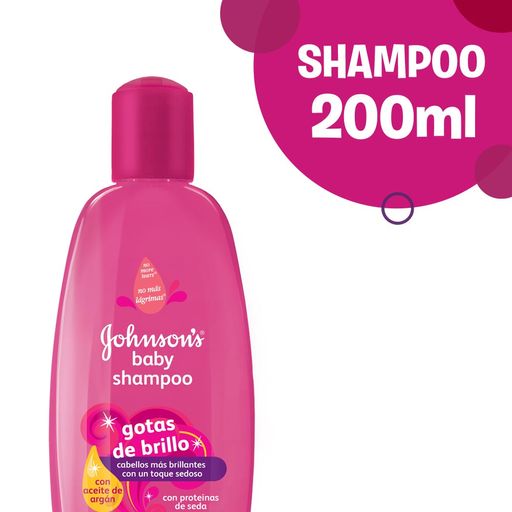 SHAMPOO
200ml
no
more
tears®
no más
lágrimas®
Johnson's®
baby
shampoo
gotas
de brillo
cabellos más brillantes
con un toque sedoso
con
aceite de
argán
con proteínas
de seda